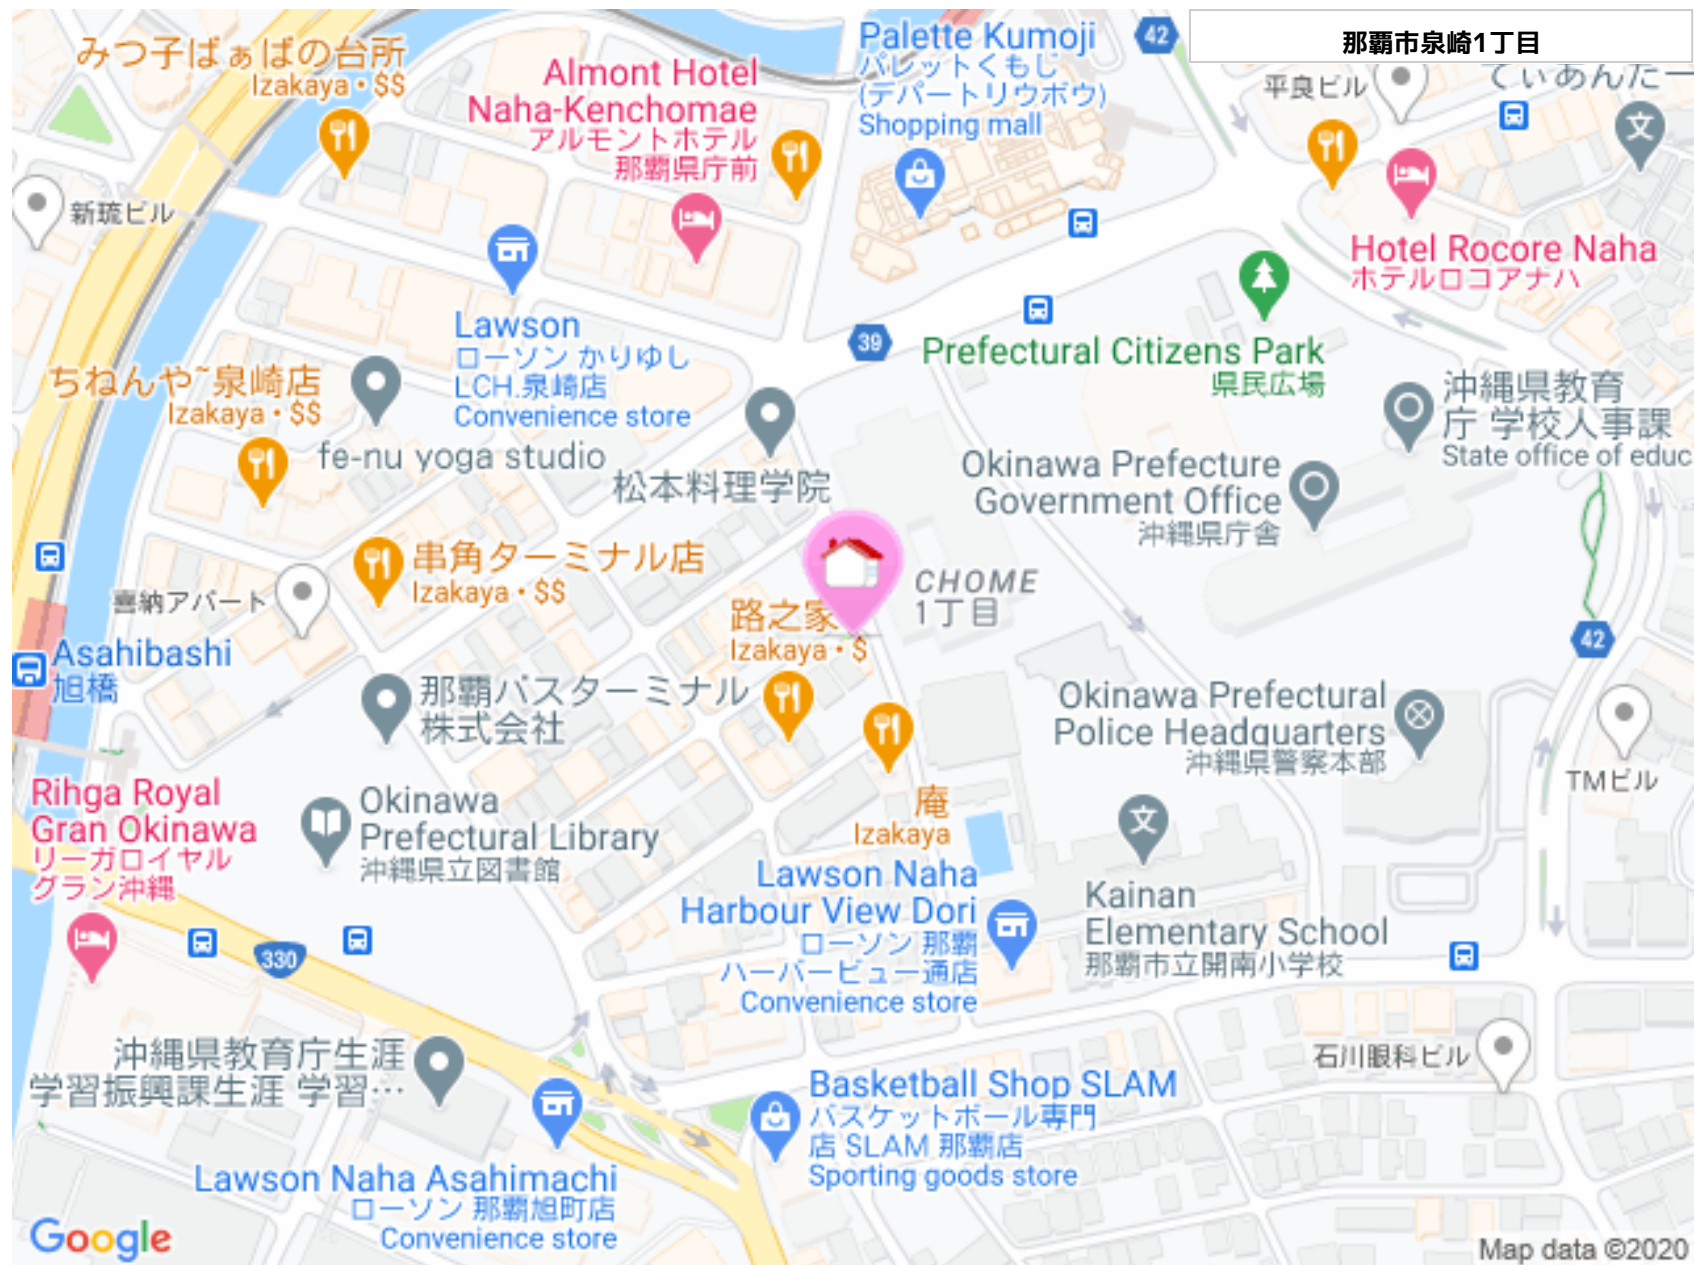 那覇市泉崎1丁目
みつ子ばぁばの台所
Izakaya・$$
Almont Hotel
Naha-Kenchomae
アルモントホテル
那覇県庁前
Palette Kumoji
パレットくもじ
(デパートリウボウ)
Shopping mall
42
平良ビル
てぃあんだー
新琉ビル
Hotel Rocore Naha
ホテルロコアナハ
Lawson
ローソン かりゆし
LCH.泉崎店
Convenience store
39
Prefectural Citizens Park
県民広場
ちねんや~泉崎店
Izakaya・$$
fe-nu yoga studio
松本料理学院
沖縄県教育
庁 学校人事課
State office of educ
Okinawa Prefecture
Government Office
沖縄県庁舎
串角ターミナル店
Izakaya・$$
喜納アパート
CHOME
1丁目
路之家
Izakaya・$
42
Asahibashi
旭橋
那覇バスターミナル
株式会社
Okinawa Prefectural
Police Headquarters
沖縄県警察本部
TMビル
Rihga Royal
Gran Okinawa
リーガロイヤル
グラン沖縄
Okinawa
Prefectural Library
沖縄県立図書館
庵
Izakaya
Lawson Naha
Harbour View Dori
ローソン 那覇
ハーバービュー通店
Convenience store
Kainan
Elementary School
那覇市立開南小学校
330
沖縄県教育庁生涯
学習振興課生涯 学習…
石川眼科ビル
Basketball Shop SLAM
バスケットボール専門
店 SLAM 那覇店
Sporting goods store
Lawson Naha Asahimachi
ローソン 那覇旭町店
Convenience store
Google
Map data ©2020